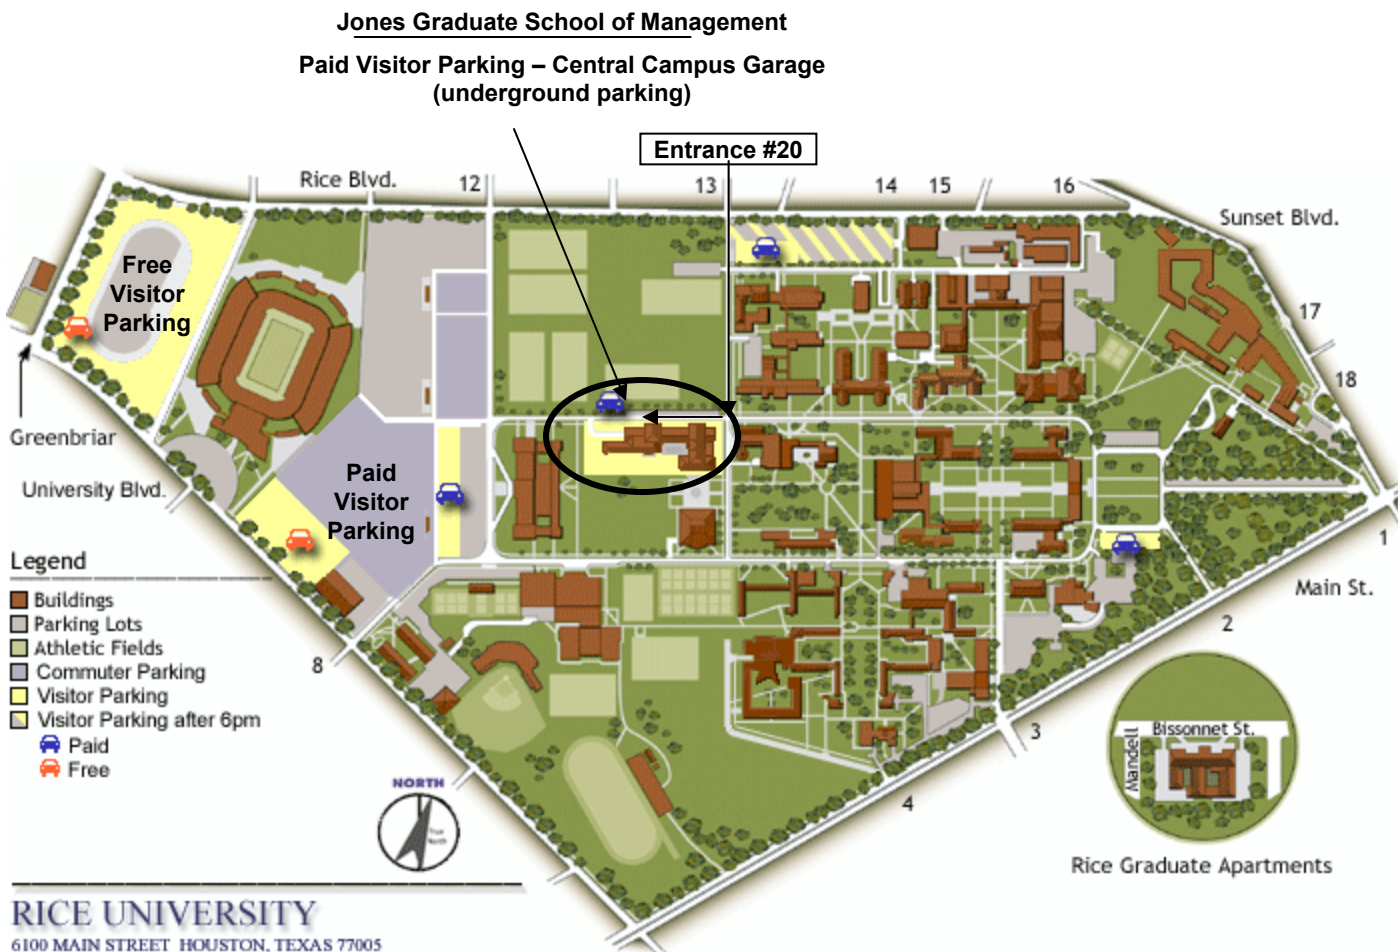 Jones Graduate School of Management
Paid Visitor Parking – Central Campus Garage
(underground parking)
Entrance #20
Rice Blvd.
12
13
14
15
16
Sunset Blvd.
17
18
Free
Visitor
Parking
Greenbriar
University Blvd.
Paid
Visitor
Parking
1
Main St.
2
3
4
8
Legend
Buildings
Parking Lots
Athletic Fields
Commuter Parking
Visitor Parking
Visitor Parking after 6pm
Paid
Free
NORTH
True
North
Bissonnet St.
Mandell
Rice Graduate Apartments
RICE UNIVERSITY
6100 MAIN STREET HOUSTON, TEXAS 77005